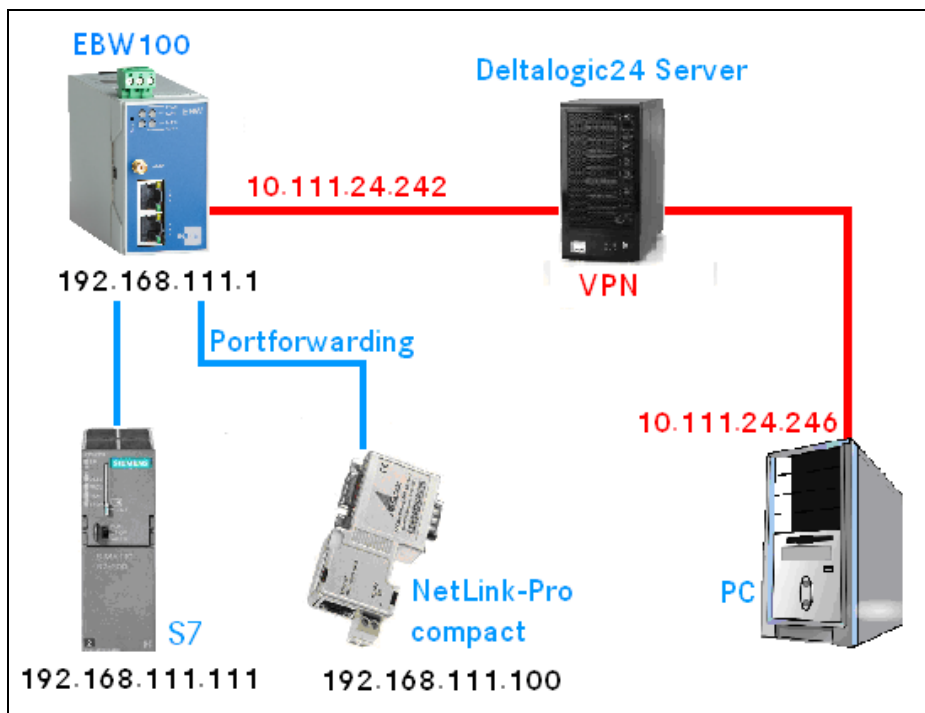 EBW100
Deltalogic24 Server
10.111.24.242
VPN
192.168.111.1
Portforwarding
10.111.24.246
SIEMENS
NetLink-Pro
compact
PC
S7
192.168.111.111
192.168.111.100